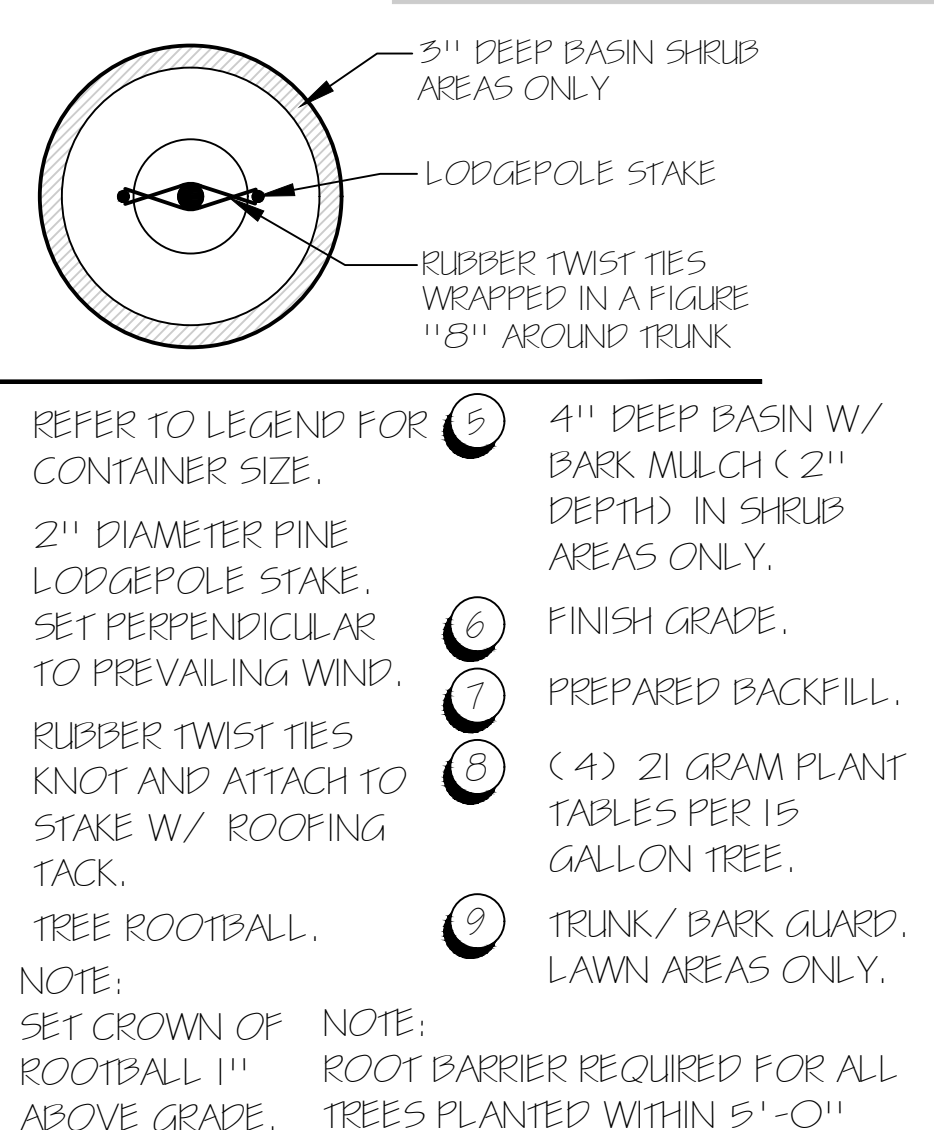 3" DEEP BASIN SHRUB
AREAS ONLY
LODGEPOLE STAKE
RUBBER TWIST TIES
WRAPPED IN A FIGURE
"8" AROUND TRUNK
REFER TO LEGEND FOR
CONTAINER SIZE.
2" DIAMETER PINE
LODGEPOLE STAKE.
SET PERPENDICULAR
TO PREVAILING WIND.
RUBBER TWIST TIES
KNOT AND ATTACH TO
STAKE W/ ROOFING
TACK.
TREE ROOTBALL.
5 4" DEEP BASIN W/
BARK MULCH (2"
DEPTH) IN SHRUB
AREAS ONLY.
6 FINISH GRADE.
7 PREPARED BACKFILL.
8 (4) 21 GRAM PLANT
TABLES PER 15
GALLON TREE.
9 TRUNK/ BARK GUARD.
LAWN AREAS ONLY.
NOTE:
SET CROWN OF
ROOTBALL 1"
ABOVE GRADE.
NOTE:
ROOT BARRIER REQUIRED FOR ALL
TREES PLANTED WITHIN 5'-0"